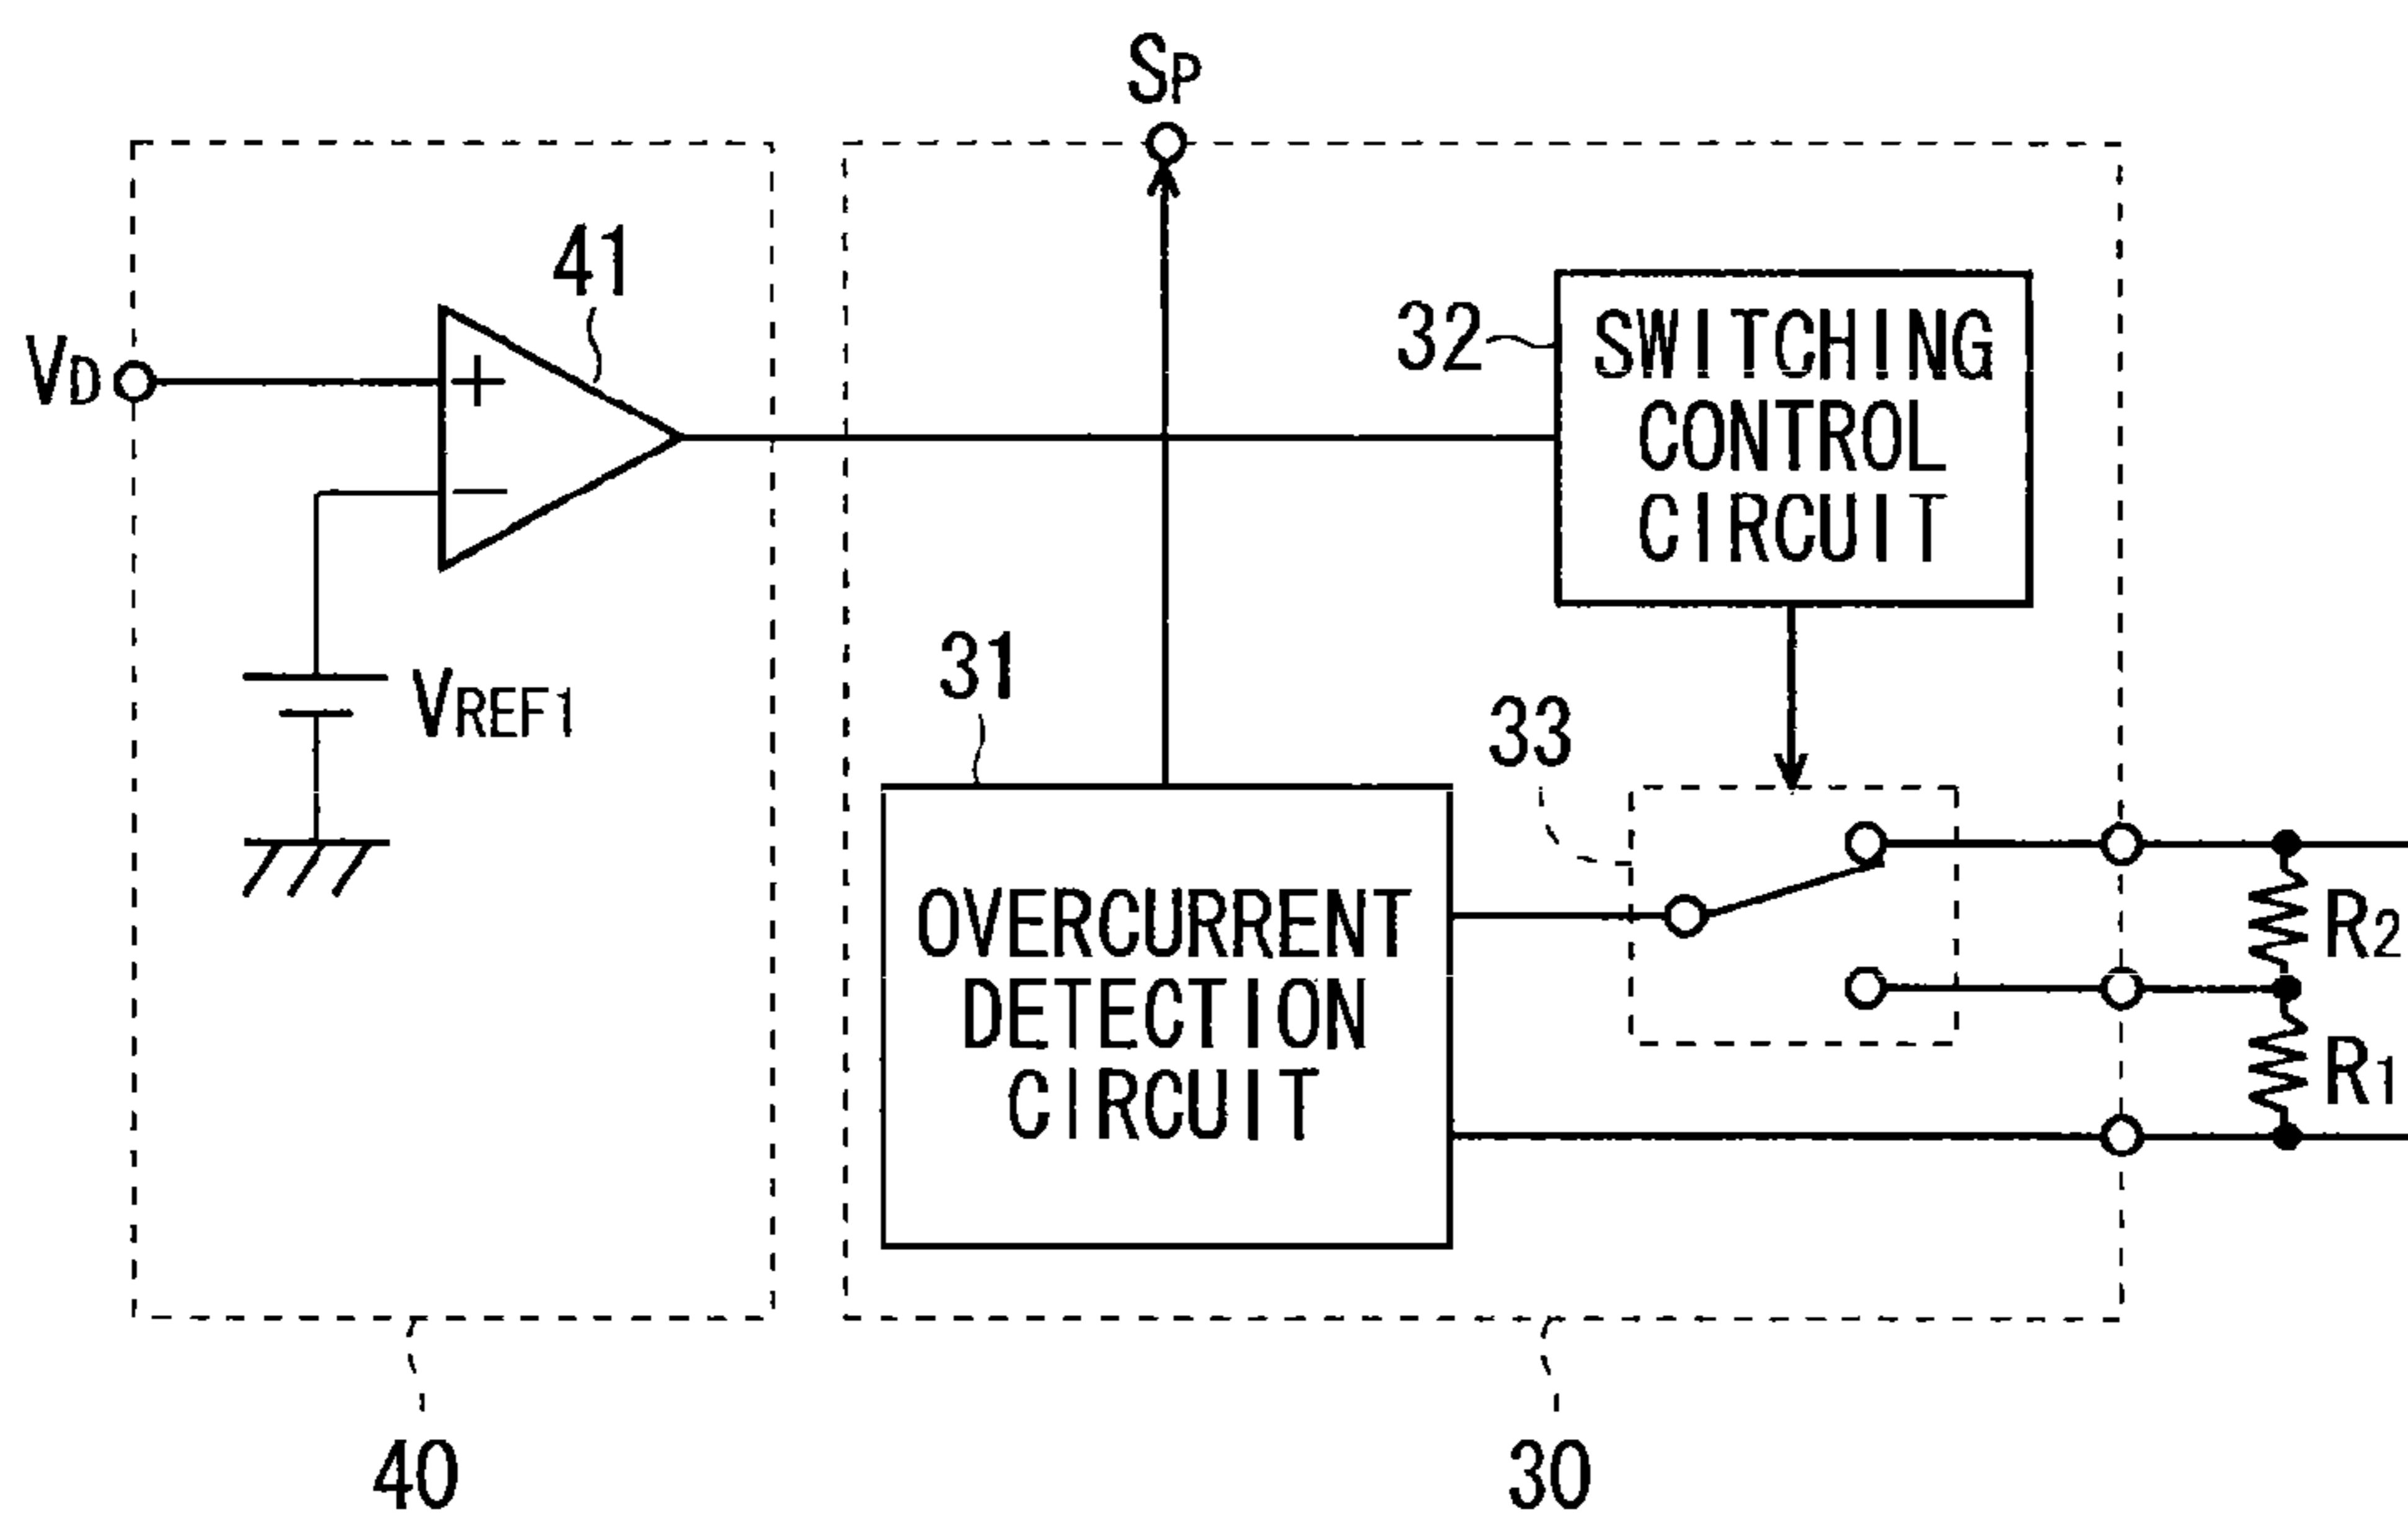 SP
41
VD
+
−
32
SWITCHING
CONTROL
CIRCUIT
31
VREF1
33
OVERCURRENT
DETECTION
CIRCUIT
R2
R1
40
30